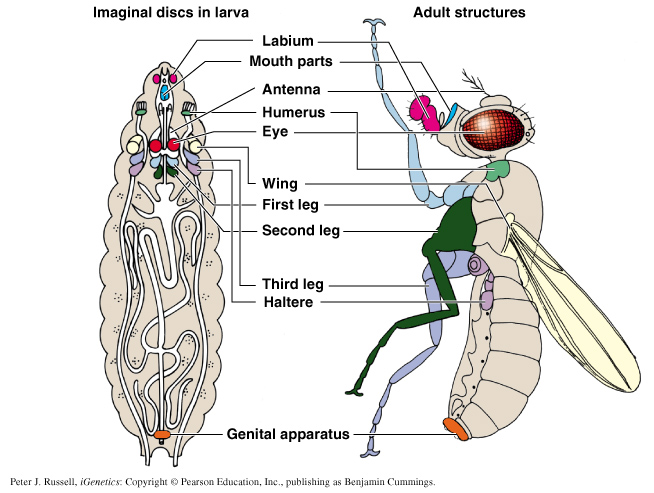 Imaginal discs in larva
Adult structures
Labium
Mouth parts
Antenna
Humerus
Eye
Wing
First leg
Second leg
Third leg
Haltere
Genital apparatus
Peter J. Russell, iGenetics: Copyright © Pearson Education, Inc., publishing as Benjamin Cummings.